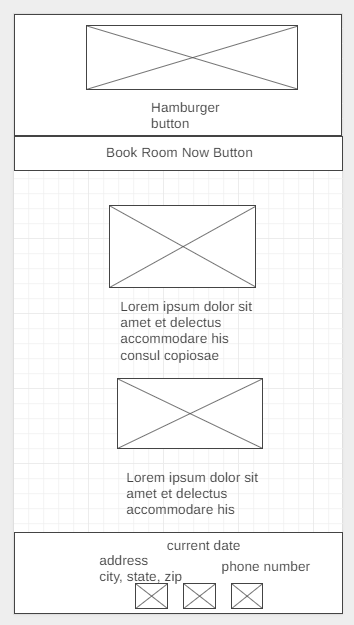 Hamburger
button
Book Room Now Button
Lorem ipsum dolor sit
amet et delectus
accommodare his
consul copiosae
Lorem ipsum dolor sit
amet et delectus
accommodare his
current date
address
phone number
city, state, zip